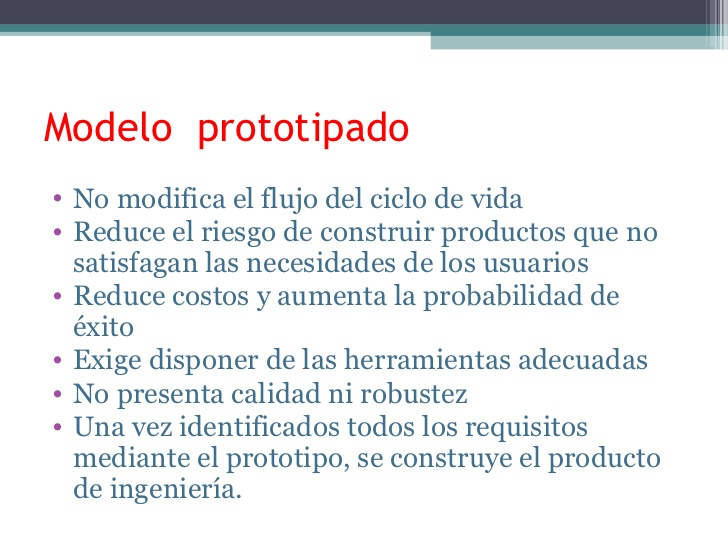 Modelo prototipado
• No modifica el flujo del ciclo de vida
• Reduce el riesgo de construir productos que no
satisfagan las necesidades de los usuarios
• Reduce costos y aumenta la probabilidad de
éxito
• Exige disponer de las herramientas adecuadas
• No presenta calidad ni robustez
• Una vez identificados todos los requisitos
mediante el prototipo, se construye el producto
de ingeniería.